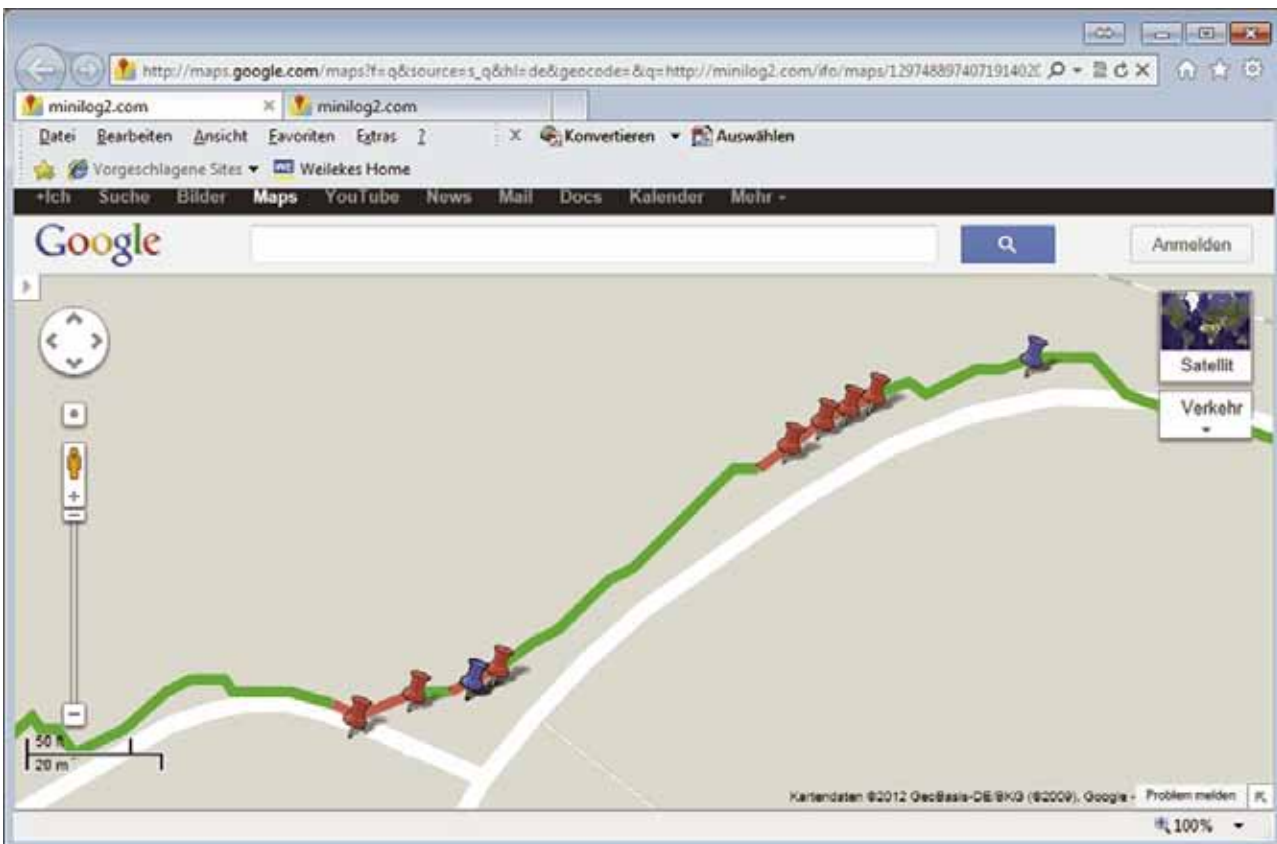 http://maps.google.com/maps?f=q&source=s_q&hl=de&geocode=&q=http://minilog2.com/ifo/maps/12974889740719140
minilog2.com minilog2.com
Datei Bearbeiten Ansicht Favoriten Extras ? x Konvertieren Auswählen
Vorgeschlagene Sites Weilekes Home
+Ich Suche Bilder Maps YouTube News Mail Docs Kalender Mehr
Google Anmelden
Satellit
Verkehr
50 ft
20 m
Kartendaten ©2012 GeoBasis-DE/BKG (©2009), Google - Problem melden
100%